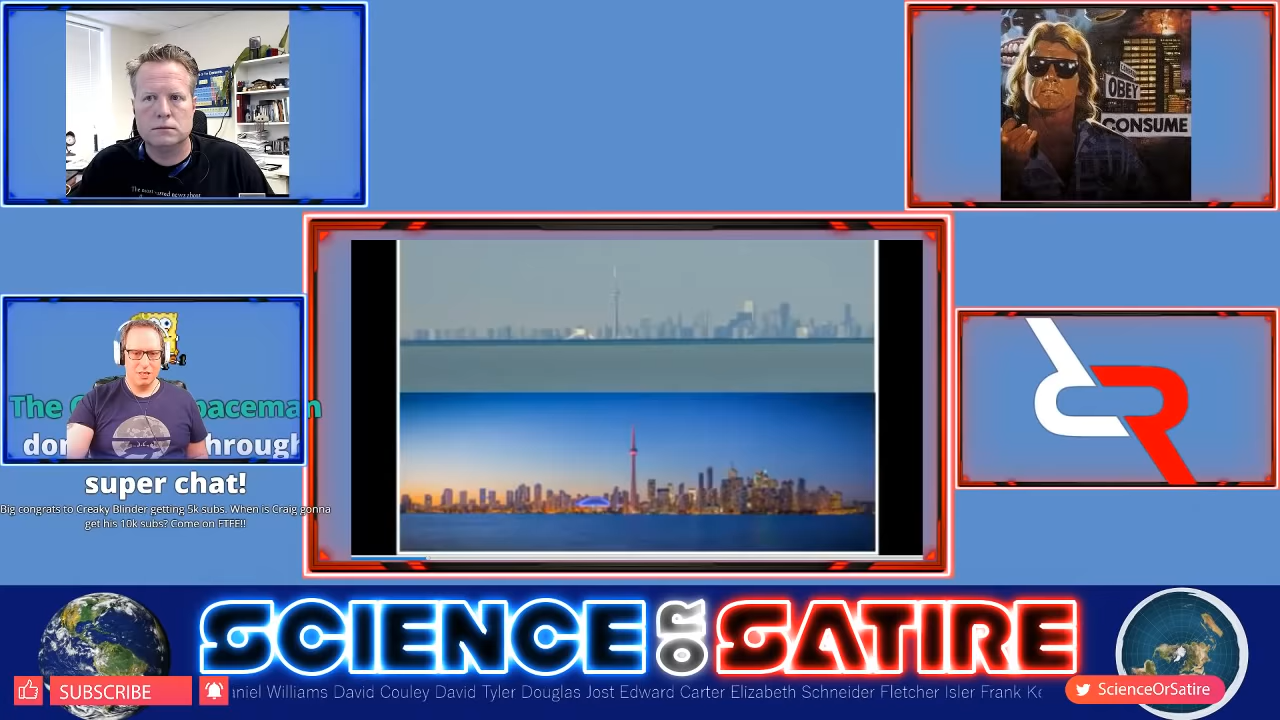 OBEY
CONSUME
The C paceman
don hrough
super chat!
Big congrats to Creaky Blinder getting 5k subs. When is Craig gonna
get his 10k subs? Come on FTFE!!
SCIENCE OR SATIRE
SUBSCRIBE
aniel Williams David Couley David Tyler Douglas Jost Edward Carter Elizabeth Schneider Fletcher Isler Frank Ke
ScienceOrSatire